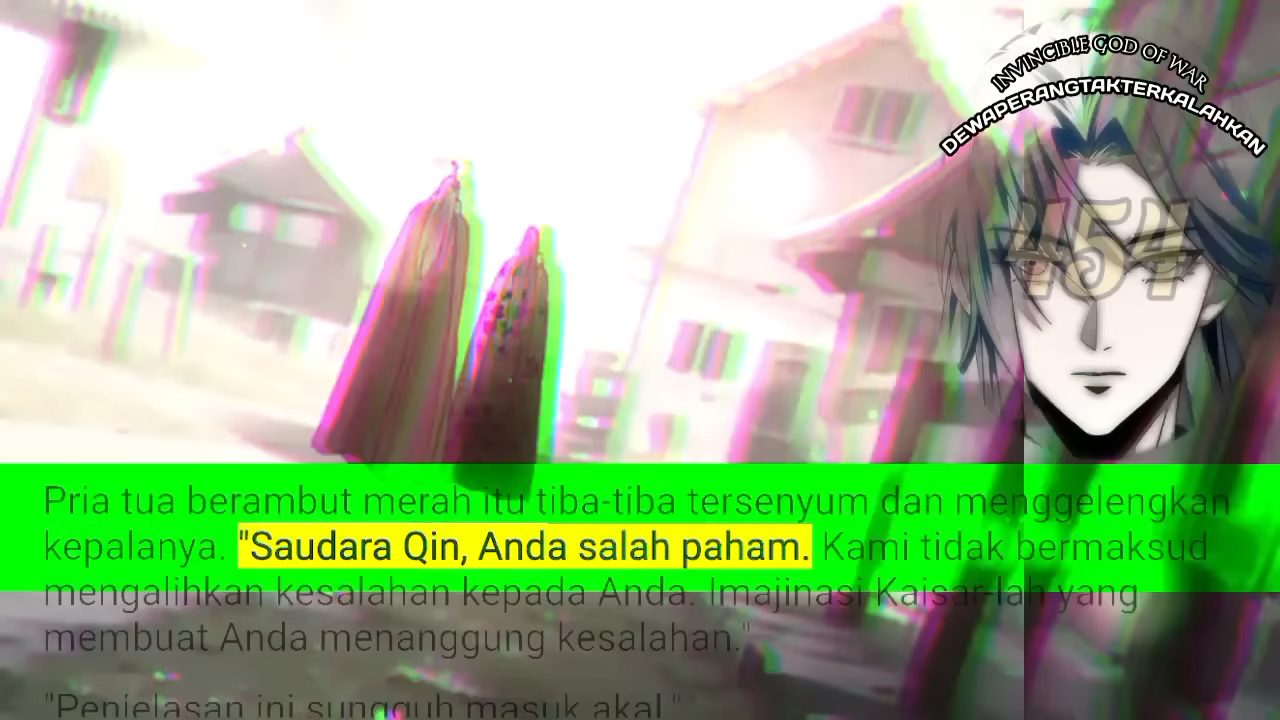 INVINCIBLE GOD OF WAR
DEWAPERANGTAKTERKALAHKAN
Pria tua berambut merah itu tiba-tiba tersenyum dan menggelengkan
kepalanya. "Saudara Qin, Anda salah paham. Kami tidak bermaksud
mengalihkan kesalahan kepada Anda. Imajinasi Kaisar-lah yang
membuat Anda menanggung kesalahan."
"Penjelasan ini sungguh masuk akal."